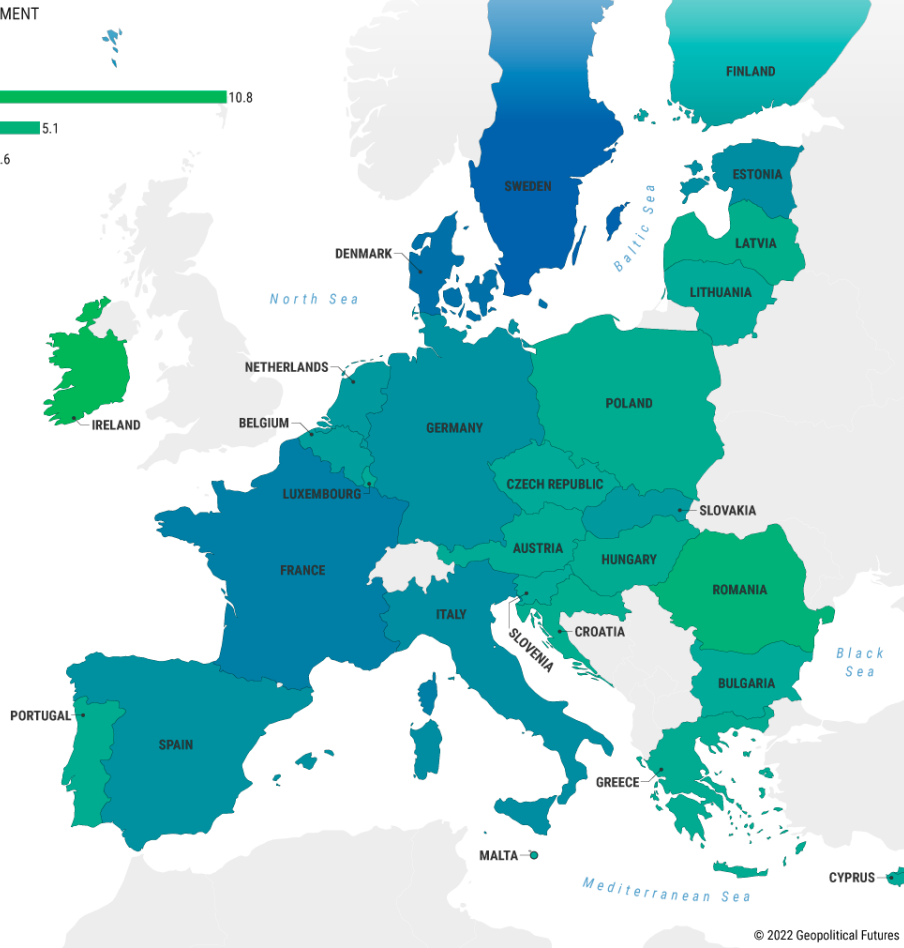 MENT
10.8
5.1
.6
FINLAND
SWEDEN
ESTONIA
Baltic Sea
LATVIA
DENMARK
LITHUANIA
North Sea
NETHERLANDS
POLAND
BELGIUM
IRELAND
GERMANY
CZECH REPUBLIC
LUXEMBOURG
SLOVAKIA
AUSTRIA
HUNGARY
FRANCE
ROMANIA
ITALY
CROATIA
SLOVENIA
Black
Sea
BULGARIA
PORTUGAL
SPAIN
GREECE
MALTA
CYPRUS
Mediterranean Sea
© 2022 Geopolitical Futures